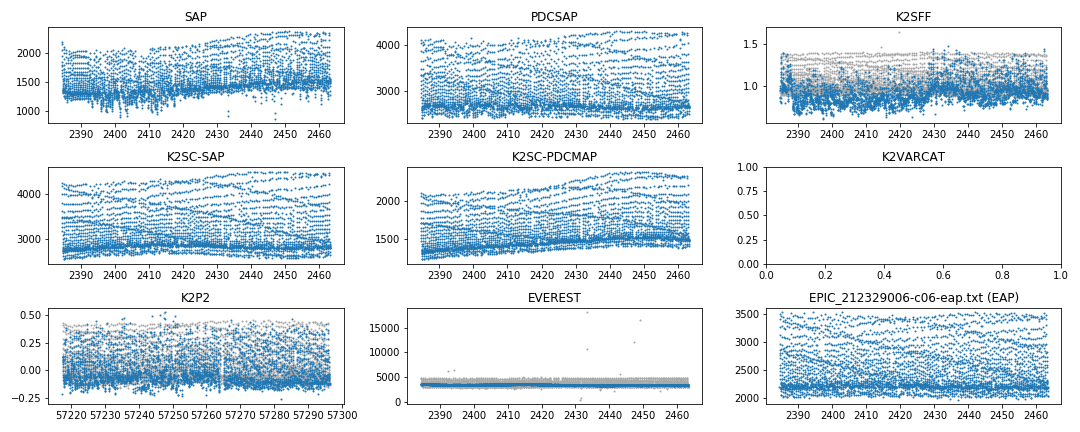 SAP
2000
1500
1000
2390 2400 2410 2420 2430 2440 2450 2460
PDCSAP
4000
3000
2390 2400 2410 2420 2430 2440 2450 2460
K2SFF
1.5
1.0
2390 2400 2410 2420 2430 2440 2450 2460
K2SC-SAP
4000
3000
2390 2400 2410 2420 2430 2440 2450 2460
K2SC-PDCMAP
2000
1500
2390 2400 2410 2420 2430 2440 2450 2460
K2VARCAT
1.00
0.75
0.50
0.25
0.00
0.0 0.2 0.4 0.6 0.8 1.0
K2P2
0.50
0.25
0.00
−0.25
57220 57230 57240 57250 57260 57270 57280 57290 57300
EVEREST
15000
10000
5000
0
2390 2400 2410 2420 2430 2440 2450 2460
EPIC_212329006-c06-eap.txt (EAP)
3500
3000
2500
2000
2390 2400 2410 2420 2430 2440 2450 2460